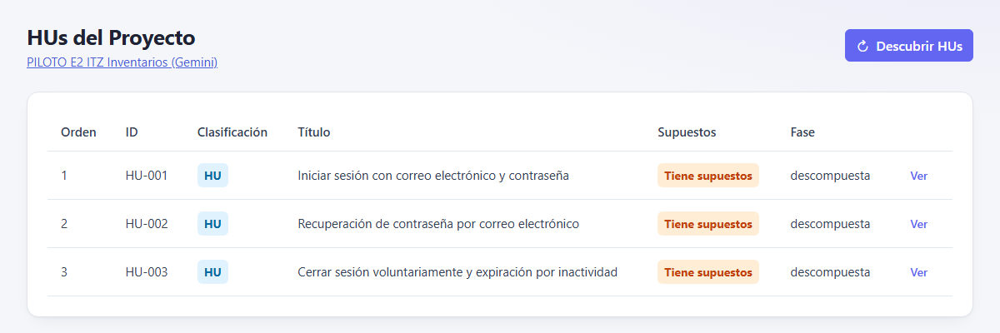 HUs del Proyecto
PILOTO E2 ITZ Inventarios (Gemini)
Descubrir HUs
Orden ID Clasificación Título Supuestos Fase
1 HU-001 HU Iniciar sesión con correo electrónico y contraseña Tiene supuestos descompuesta Ver
2 HU-002 HU Recuperación de contraseña por correo electrónico Tiene supuestos descompuesta Ver
3 HU-003 HU Cerrar sesión voluntariamente y expiración por inactividad Tiene supuestos descompuesta Ver